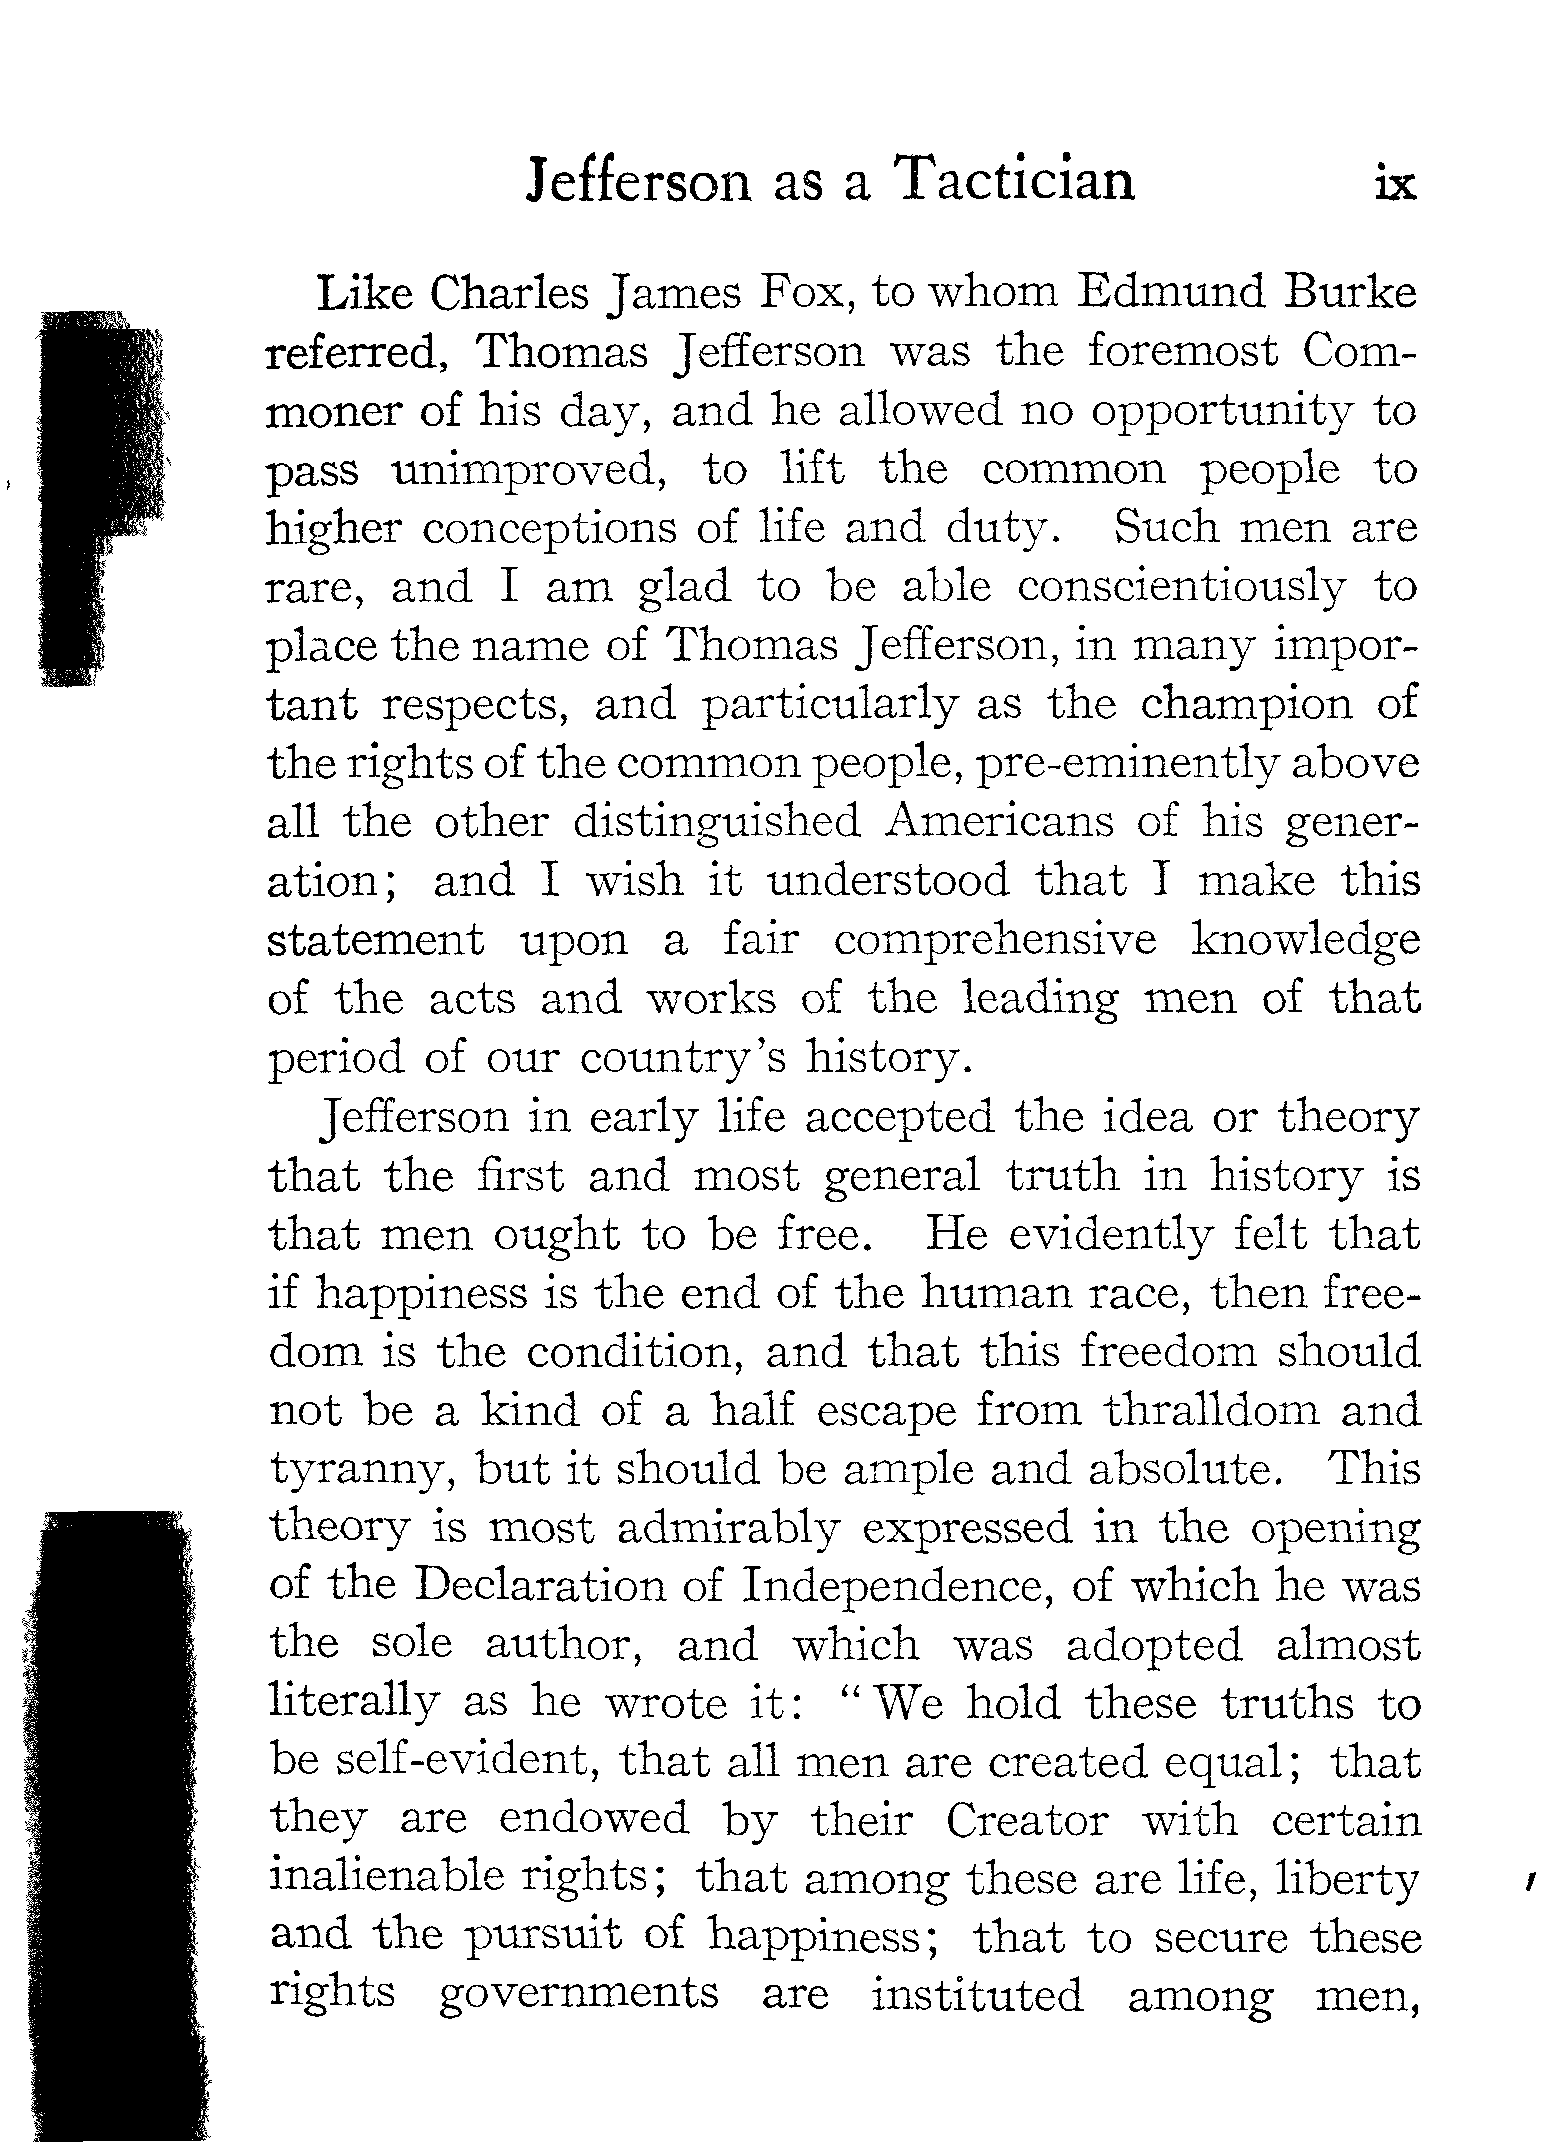 Jefferson as a Tactician ix
Like Charles James Fox, to whom Edmund Burke
referred, Thomas Jefferson was the foremost Com-
moner of his day, and he allowed no opportunity to
pass unimproved, to lift the common people to
higher conceptions of life and duty. Such men are
rare, and I am glad to be able conscientiously to
place the name of Thomas Jefferson, in many impor-
tant respects, and particularly as the champion of
the rights of the common people, pre-eminently above
all the other distinguished Americans of his gener-
ation; and I wish it understood that I make this
statement upon a fair comprehensive knowledge
of the acts and works of the leading men of that
period of our country's history.
Jefferson in early life accepted the idea or theory
that the first and most general truth in history is
that men ought to be free. He evidently felt that
if happiness is the end of the human race, then free-
dom is the condition, and that this freedom should
not be a kind of a half escape from thralldom and
tyranny, but it should be ample and absolute. This
theory is most admirably expressed in the opening
of the Declaration of Independence, of which he was
the sole author, and which was adopted almost
literally as he wrote it: "We hold these truths to
be self-evident, that all men are created equal; that
they are endowed by their Creator with certain
inalienable rights; that among these are life, liberty
and the pursuit of happiness; that to secure these
rights governments are instituted among men,